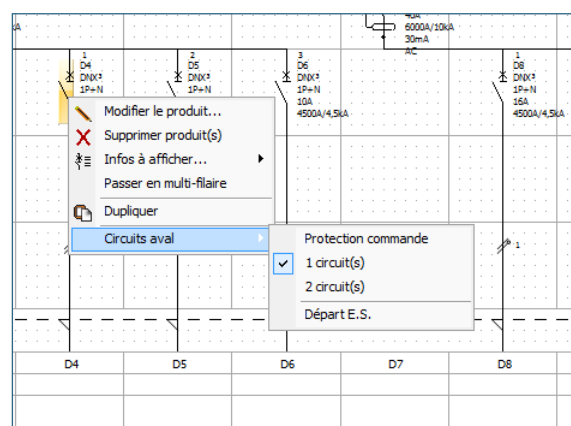 kA
40A
6000A/10kA
30mA
AC
1
D4
DNX³
1P+N
2
D5
DNX³
1P+N
3
D6
DNX³
1P+N
10A
4500A/4,5kA
1
D8
DNX³
1P+N
16A
4500A/4,5kA
Modifier le produit...
Supprimer produit(s)
Infos à afficher...
Passer en multi-filaire
Dupliquer
Circuits aval
Protection commande
1 circuit(s)
2 circuit(s)
Départ E.S.
1
D4 D5 D6 D7 D8